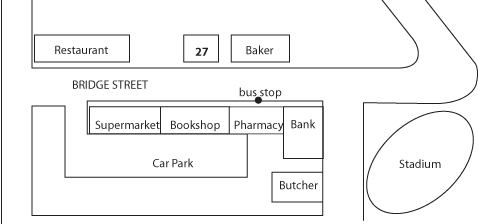 Restaurant
27
Baker
BRIDGE STREET
bus stop
Supermarket
Bookshop
Pharmacy
Bank
Car Park
Stadium
Butcher